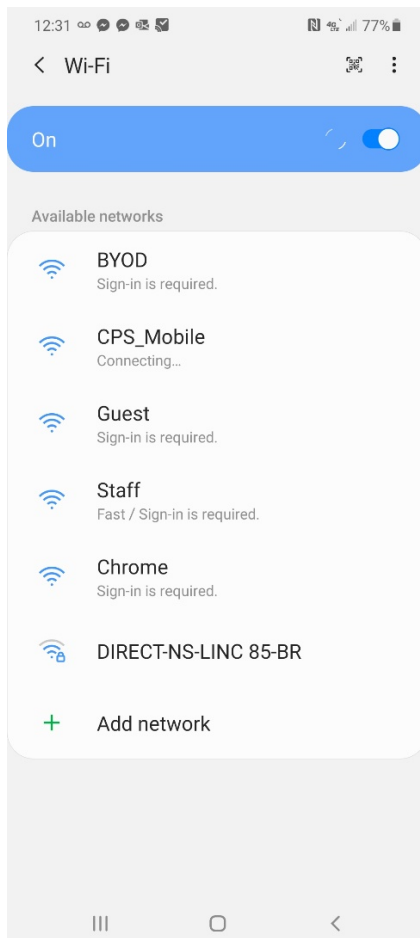 12:31 77%
Wi-Fi
On
Available networks
BYOD
Sign-in is required.
CPS_Mobile
Connecting...
Guest
Sign-in is required.
Staff
Fast / Sign-in is required.
Chrome
Sign-in is required.
DIRECT-NS-LINC 85-BR
Add network